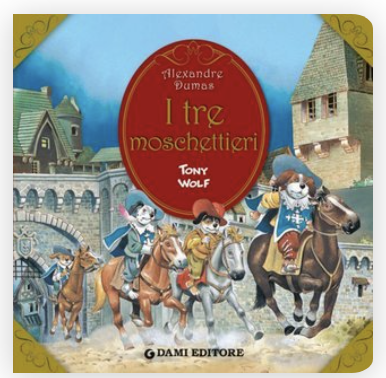 Alexandre
Dumas
I tre
moschettieri
TONY
WOLF
DAMI EDITORE